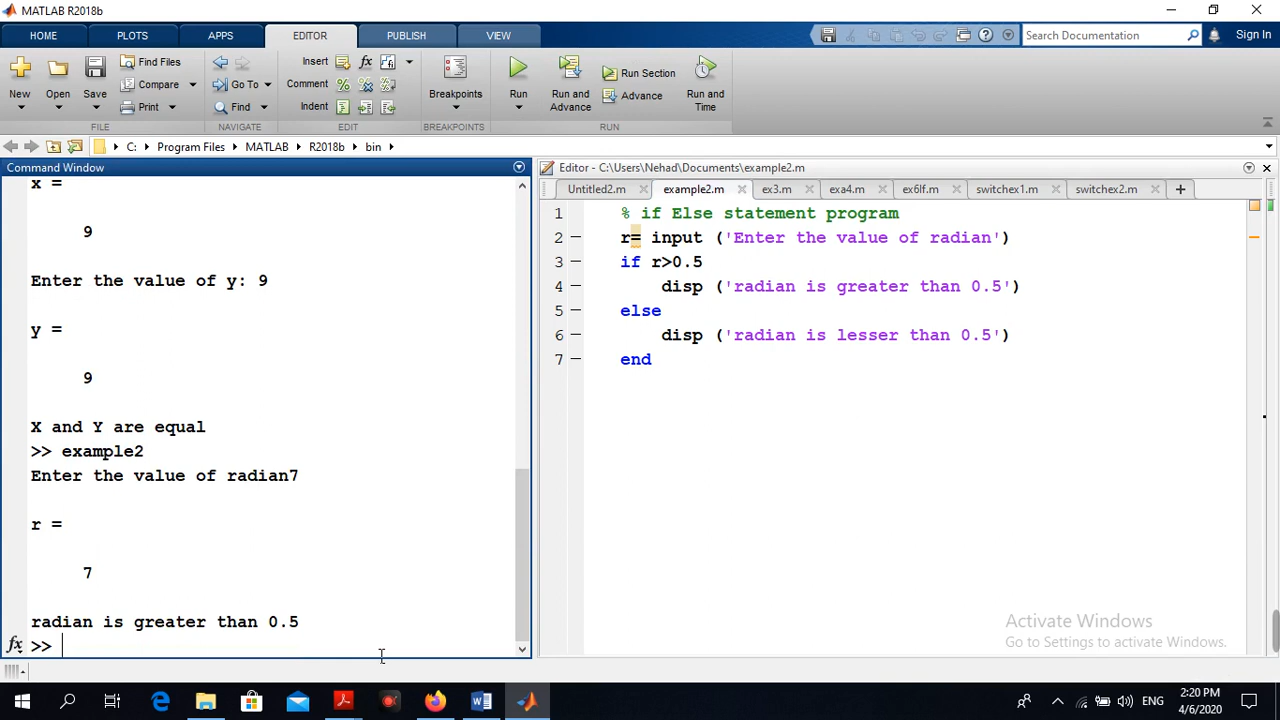 MATLAB R2018b
HOME PLOTS APPS EDITOR PUBLISH VIEW Search Documentation Sign In
New Open Save Find Files Compare Print Go To Find Insert fx Comment % Indent Breakpoints Run Run and Advance Run Section Advance Run and Time
FILE NAVIGATE EDIT BREAKPOINTS RUN
C: Program Files MATLAB R2018b bin
Command Window
x =
9
Enter the value of y: 9
y =
9
X and Y are equal
>> example2
Enter the value of radian7
r =
7
radian is greater than 0.5
fx >>
Editor - C:\Users\Nehad\Documents\example2.m
Untitled2.m example2.m ex3.m exa4.m ex6lf.m switchex1.m switchex2.m
1 % if Else statement program
2 r= input ('Enter the value of radian')
3 if r>0.5
4 disp ('radian is greater than 0.5')
5 else
6 disp ('radian is lesser than 0.5')
7 end
Activate Windows
Go to Settings to activate Windows.
ENG
2:20 PM
4/6/2020